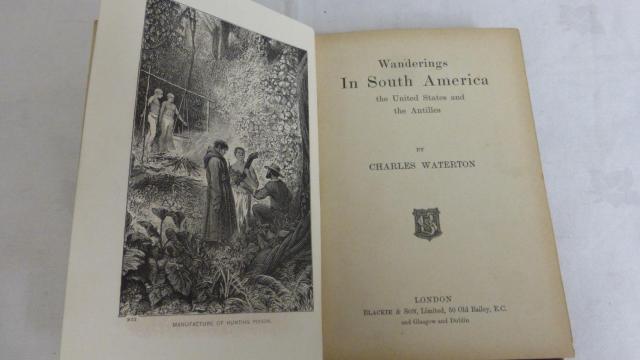 922
MANUFACTURE OF HUNTING POISON.
Wanderings
In South America
the United States and
the Antilles
BY
CHARLES WATERTON
LONDON
BLACKIE & SON, Limited, 50 Old Bailey, E.C.
and Glasgow and Dublin